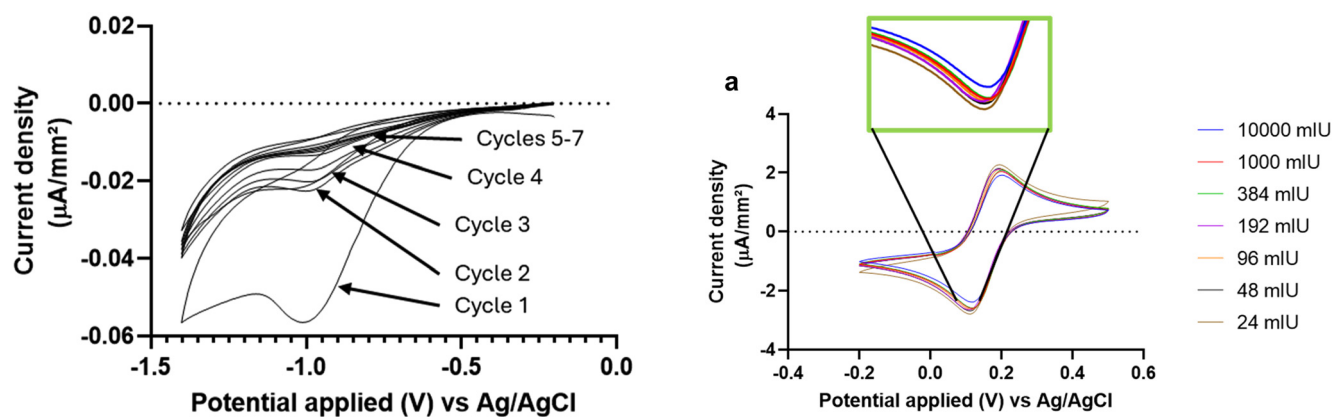 0.02
0.00
-0.02
-0.04
-0.06
Current density
(µA/mm²)
Cycles 5-7
Cycle 4
Cycle 3
Cycle 2
Cycle 1
-1.5 -1.0 -0.5 0.0
Potential applied (V) vs Ag/AgCl
a
4
2
0
-2
-4
Current density
(µA/mm²)
-0.4 -0.2 0.0 0.2 0.4 0.6
Potential applied (V) vs Ag/AgCl
10000 mIU
1000 mIU
384 mIU
192 mIU
96 mIU
48 mIU
24 mIU